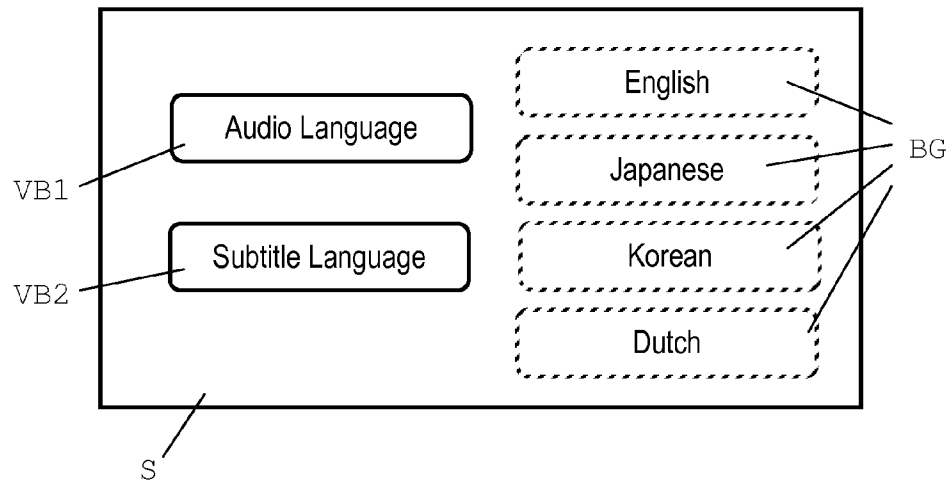 English
Audio Language
BG
Japanese
VB1
Subtitle Language
Korean
VB2
Dutch
S